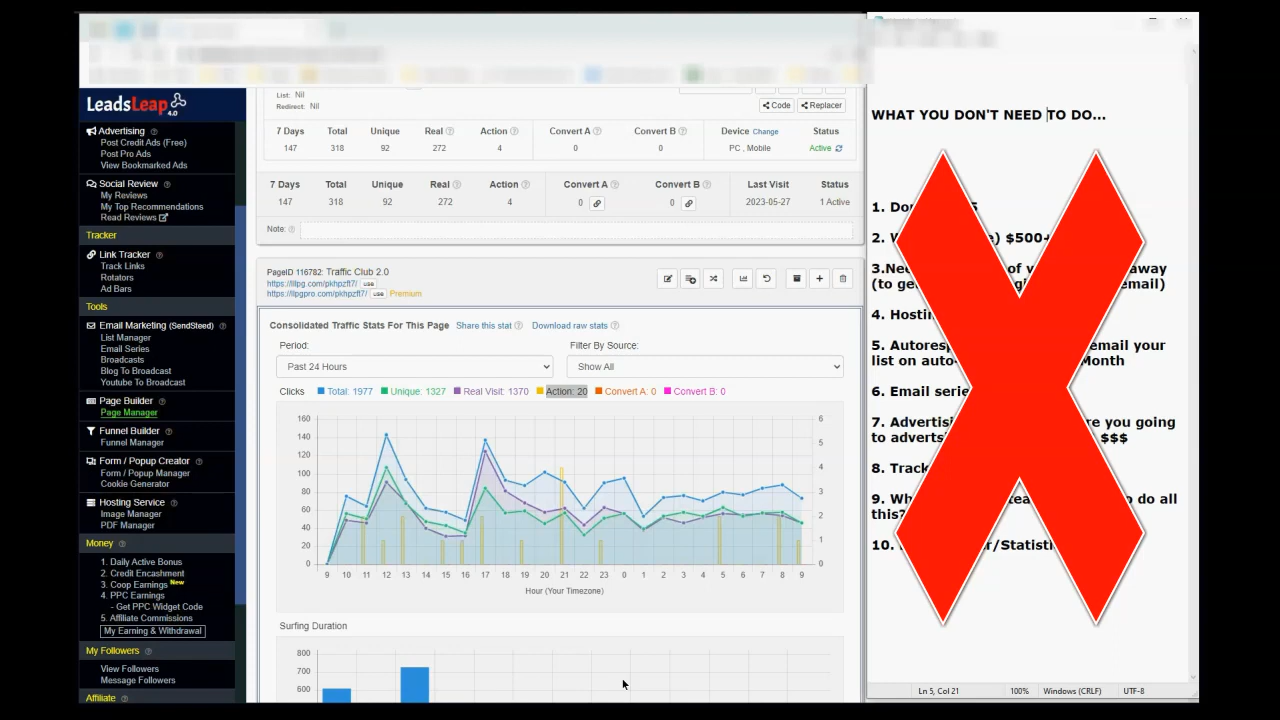 LeadsLeap 4.0
Advertising
Post Credit Ads (Free)
Post Pro Ads
View Bookmarked Ads
Social Review
My Reviews
My Top Recommendations
Read Reviews
Tracker
Link Tracker
Track Links
Rotators
Ad Bars
Tools
Email Marketing (SendSteed)
List Manager
Email Series
Broadcasts
Blog To Broadcast
Youtube To Broadcast
Page Builder
Page Manager
Funnel Builder
Funnel Manager
Form / Popup Creator
Form / Popup Manager
Cookie Generator
Hosting Service
Image Manager
PDF Manager
Money
1. Daily Active Bonus
2. Credit Encashment
3. Coop Earnings New
4. PPC Earnings
- Get PPC Widget Code
5. Affiliate Commissions
My Earning & Withdrawal
My Followers
View Followers
Message Followers
Affiliate
List: Nil
Redirect: Nil
Code Replacer
7 Days Total Unique Real Action Convert A Convert B Device Change Status
147 318 92 272 4 0 0 PC , Mobile Active
7 Days Total Unique Real Action Convert A Convert B Last Visit Status
147 318 92 272 4 0 0 2023-05-27 1 Active
Note:
PageID 116782: Traffic Club 2.0
https://llpg.com/pkhpzft7/ use
https://llpgpro.com/pkhpzft7/ use Premium
Consolidated Traffic Stats For This Page Share this stat Download raw stats
Period: Filter By Source:
Past 24 Hours Show All
Clicks Total: 1977 Unique: 1327 Real Visit: 1370 Action: 20 Convert A: 0 Convert B: 0
160 6
140 5
120
100 4
80 3
60 2
40
20 1
0 0
9 10 11 12 13 14 15 16 17 18 19 20 21 22 23 0 1 2 3 4 5 6 7 8 9
Hour (Your Timezone)
Surfing Duration
800
700
600
WHAT YOU DON'T NEED TO DO...
1.
2. $500+
3. of away
(to email)
4.
5. email your
list on Month
6. Email
7. you going
to $$$
8.
9. do all
this?
10.
Ln 5, Col 21 100% Windows (CRLF) UTF-8